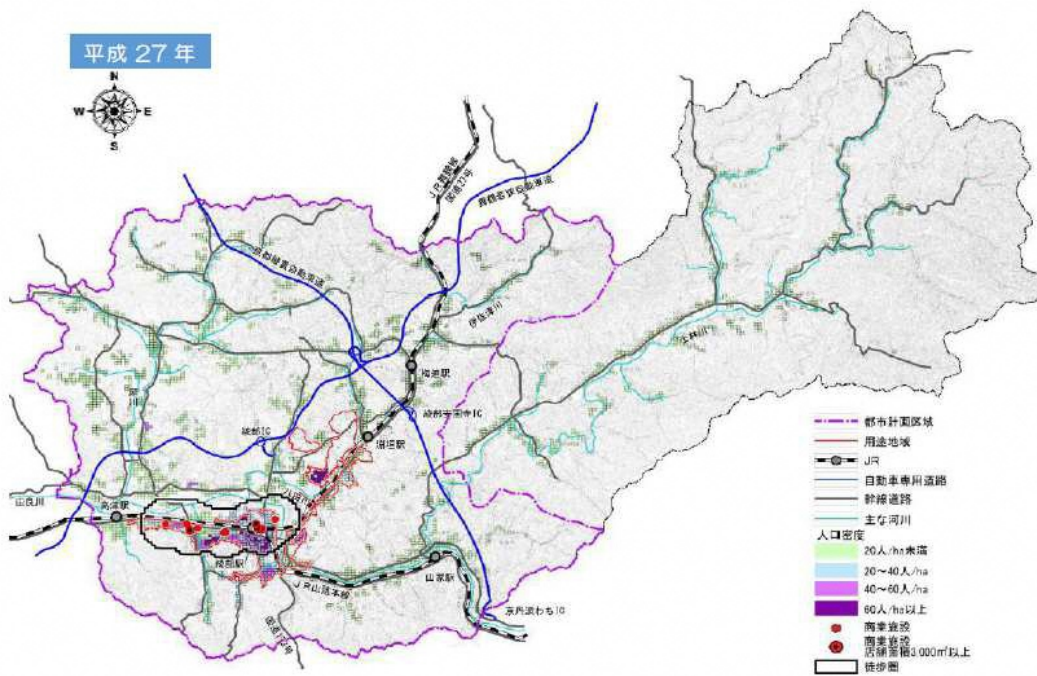 平成 27 年
N
W
E
S
JR舞鶴線
国道27号
舞鶴若狭自動車道
京都縦貫自動車道
伊佐津川
上林川
梅迫駅
綾部安国寺IC
綾部IC
淵垣駅
八田川
由良川
高津駅
綾部駅
JR山陰本線
山家駅
京丹波わちIC
都市計画区域
用途地域
JR
自動車専用道路
幹線道路
主な河川
人口密度
20人/ha未満
20～40人/ha
40～60人/ha
60人/ha以上
商業施設
商業施設
店舗面積3,000㎡以上
徒歩圏